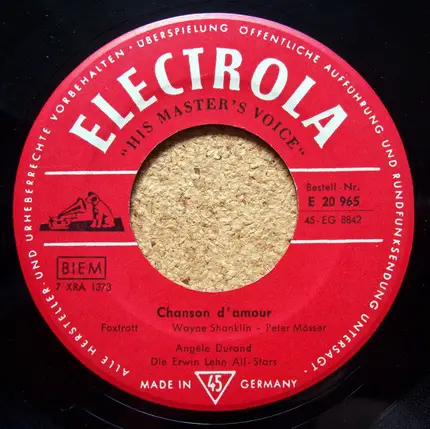 ALLE HERSTELLER- UND URHEBERRECHTE VORBEHALTEN · ÜBERSPIELUNG ÖFFENTLICHE AUFFÜHRUNG UND RUNDFUNKSENDUNG UNTERSAGT ·
ELECTROLA
"HIS MASTER'S VOICE"
Bestell-Nr.
E 20 965
45-EG 8842
BIEM
7 XRA 1373
Chanson d'amour
Foxtrott Wayne Shanklin - Peter Mösser
Angèle Durand
Die Erwin Lehn All-Stars
MADE IN 45 GERMANY